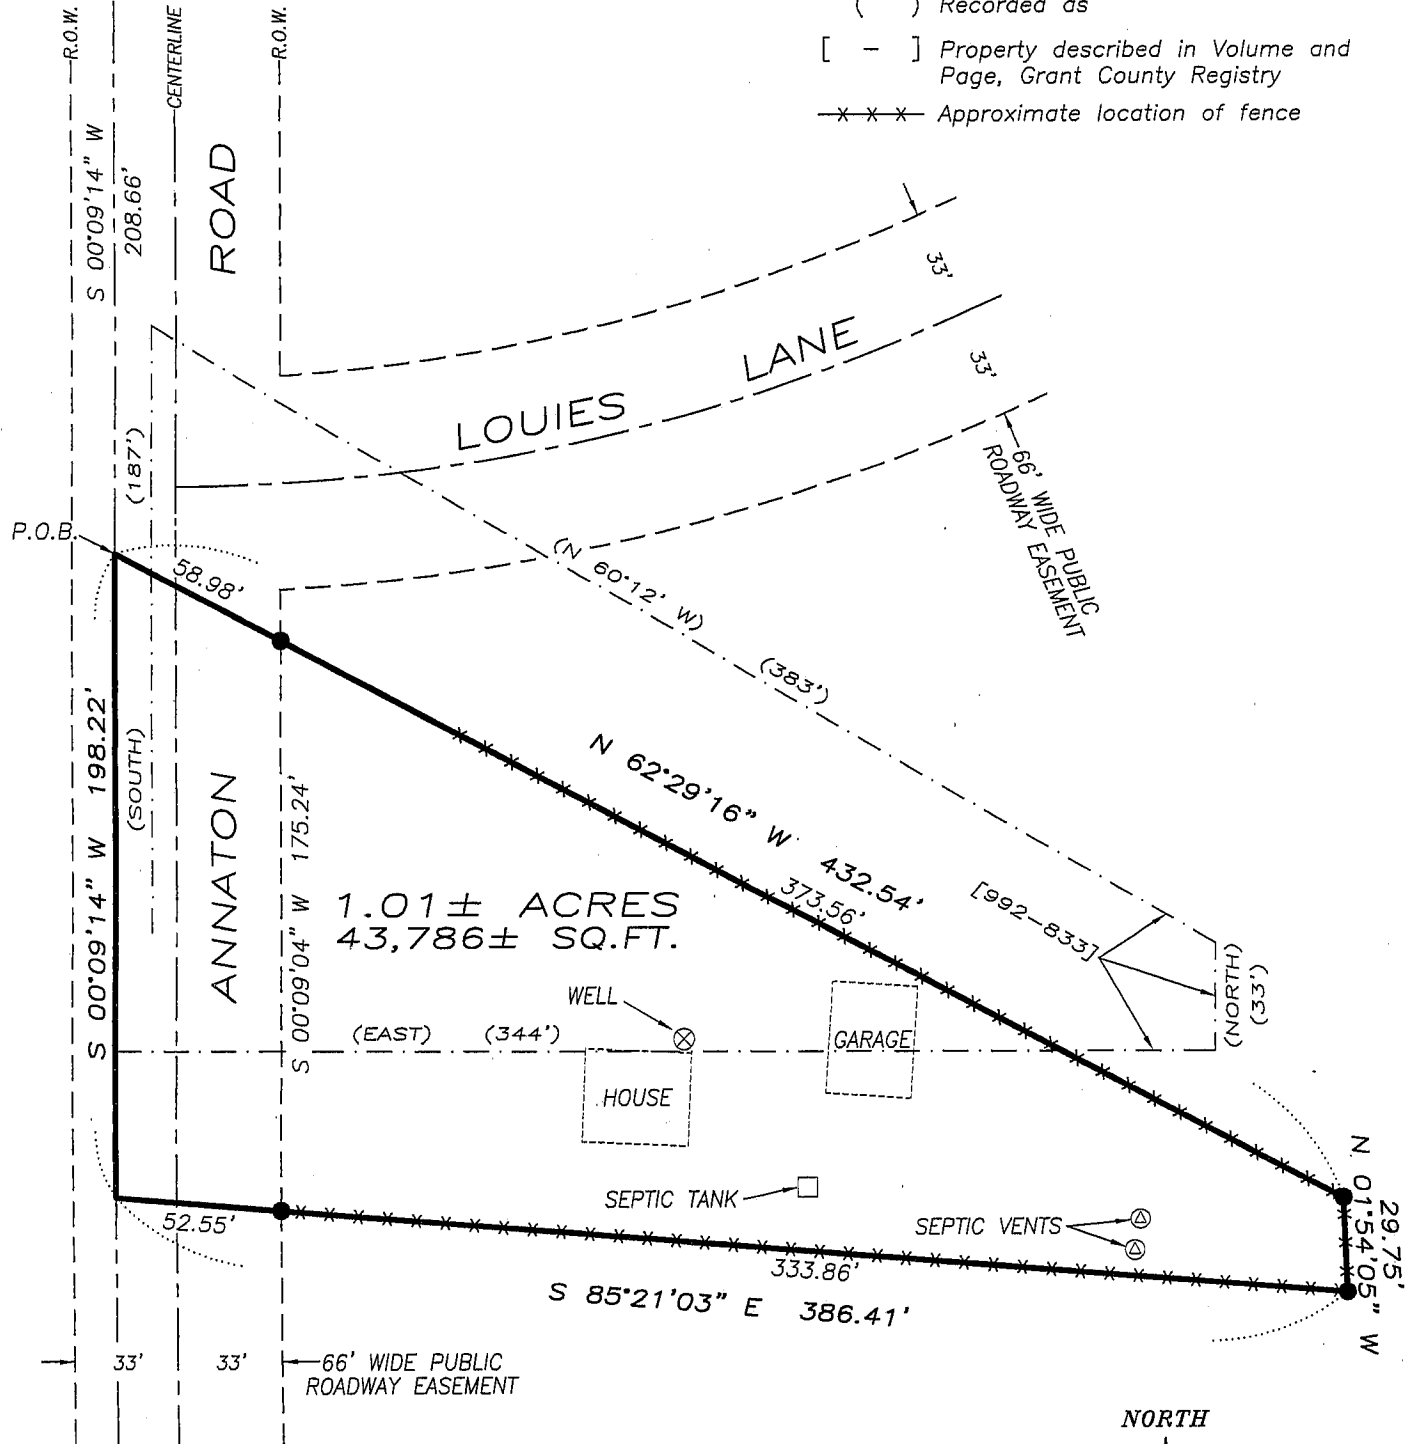 ( ) Recorded as
[ - ] Property described in Volume and
Page, Grant County Registry
Approximate location of fence
R.O.W.
CENTERLINE
R.O.W.
S 00°09'14" W
208.66'
ROAD
33'
LOUIES LANE
33'
66' WIDE PUBLIC
ROADWAY EASEMENT
(187')
P.O.B.
58.98'
(N 60°12' W)
(383')
S 00°09'14" W 198.22'
(SOUTH)
ANNATON
S 00°09'04" W 175.24'
N 62°29'16" W 432.54'
373.56'
1.01± ACRES
43,786± SQ.FT.
[992-833]
(NORTH)
(33')
WELL
(EAST) (344')
GARAGE
HOUSE
SEPTIC TANK
SEPTIC VENTS
N 01°54'05" W
29.75'
52.55'
333.86'
S 85°21'03" E 386.41'
33' 33'
66' WIDE PUBLIC
ROADWAY EASEMENT
NORTH